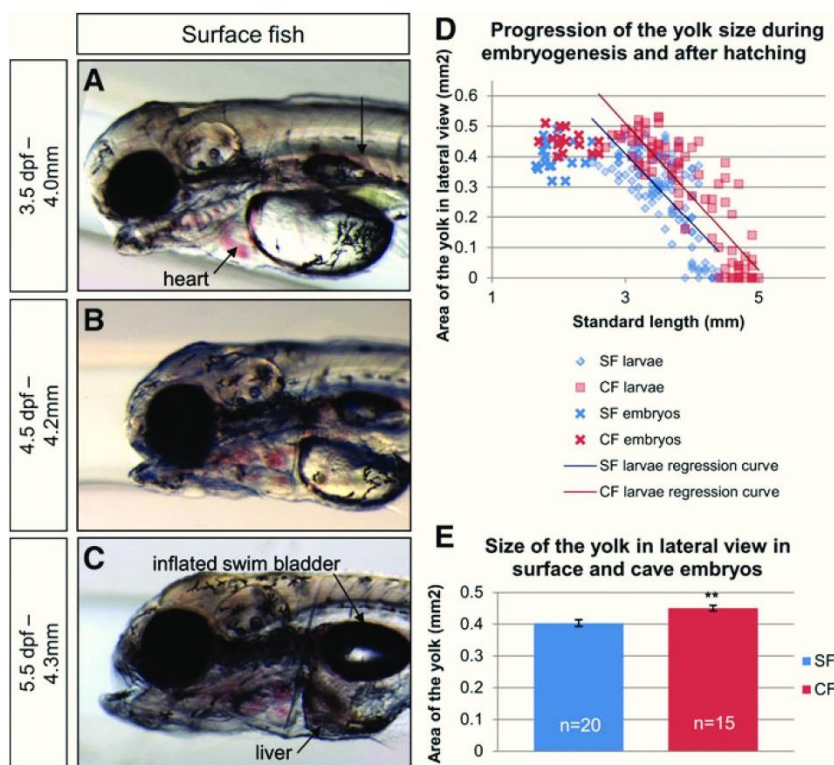 Surface fish
A
3.5 dpf –
4.0mm
heart
B
4.5 dpf –
4.2mm
C
5.5 dpf –
4.3mm
inflated swim bladder
liver
D
Progression of the yolk size during
embryogenesis and after hatching
Area of the yolk in lateral view (mm2)
0.6
0.5
0.4
0.3
0.2
0.1
0
1
3
5
Standard length (mm)
SF larvae
CF larvae
SF embryos
CF embryos
SF larvae regression curve
CF larvae regression curve
E
Size of the yolk in lateral view in
surface and cave embryos
Area of the yolk (mm2)
0.5
0.4
0.3
0.2
0.4
0
**
n=20
n=15
SF
CF